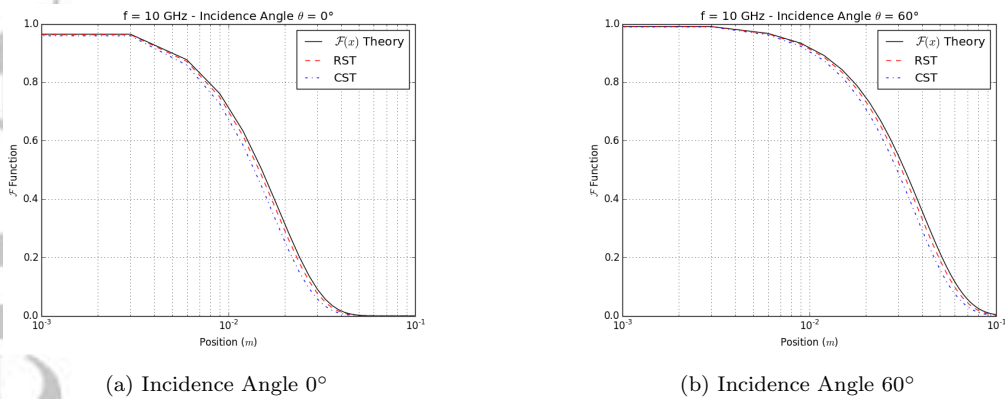 f = 10 GHz - Incidence Angle θ = 0°
ℱ(x) Theory
RST
CST
1.0
0.8
0.6
0.4
0.2
0.0
ℱ Function
10⁻³
10⁻²
10⁻¹
Position (m)
(a) Incidence Angle 0°
f = 10 GHz - Incidence Angle θ = 60°
ℱ(x) Theory
RST
CST
1.0
0.8
0.6
0.4
0.2
0.0
ℱ Function
10⁻³
10⁻²
10⁻¹
Position (m)
(b) Incidence Angle 60°